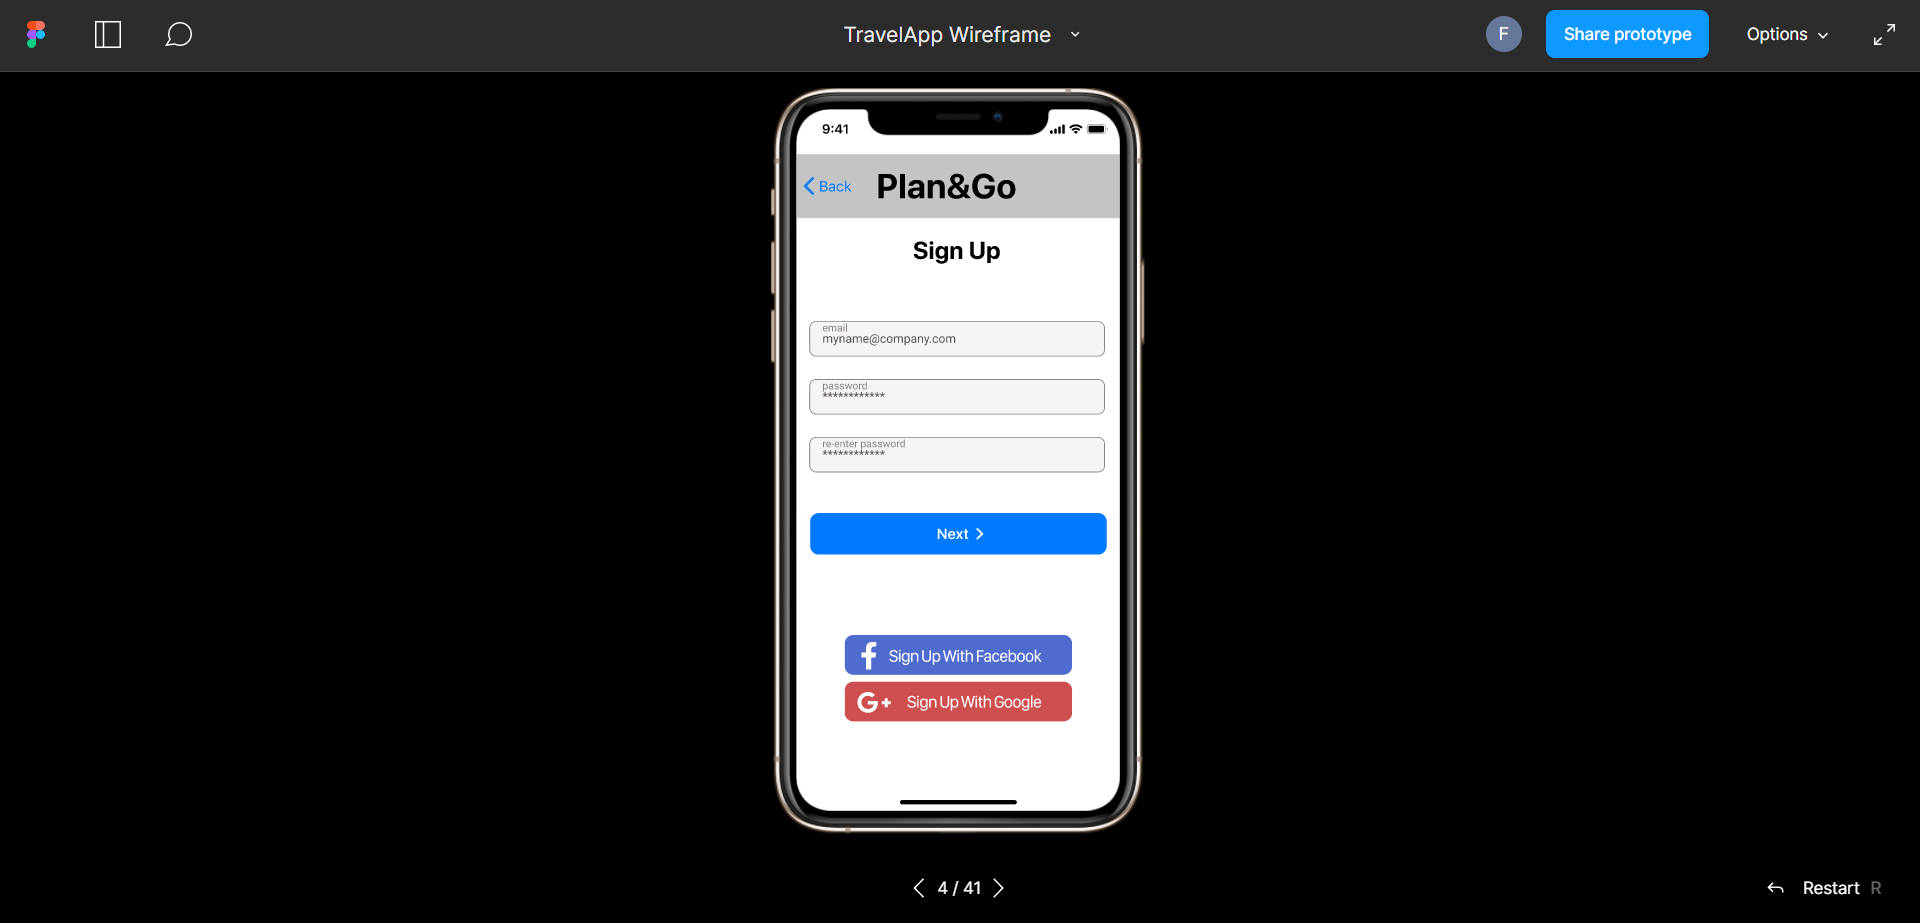 TravelApp Wireframe
F
Share prototype
Options
9:41
Back
Plan&Go
Sign Up
email
myname@company.com
password
************
re-enter password
************
Next
Sign Up With Facebook
G+ Sign Up With Google
4 / 41
Restart R